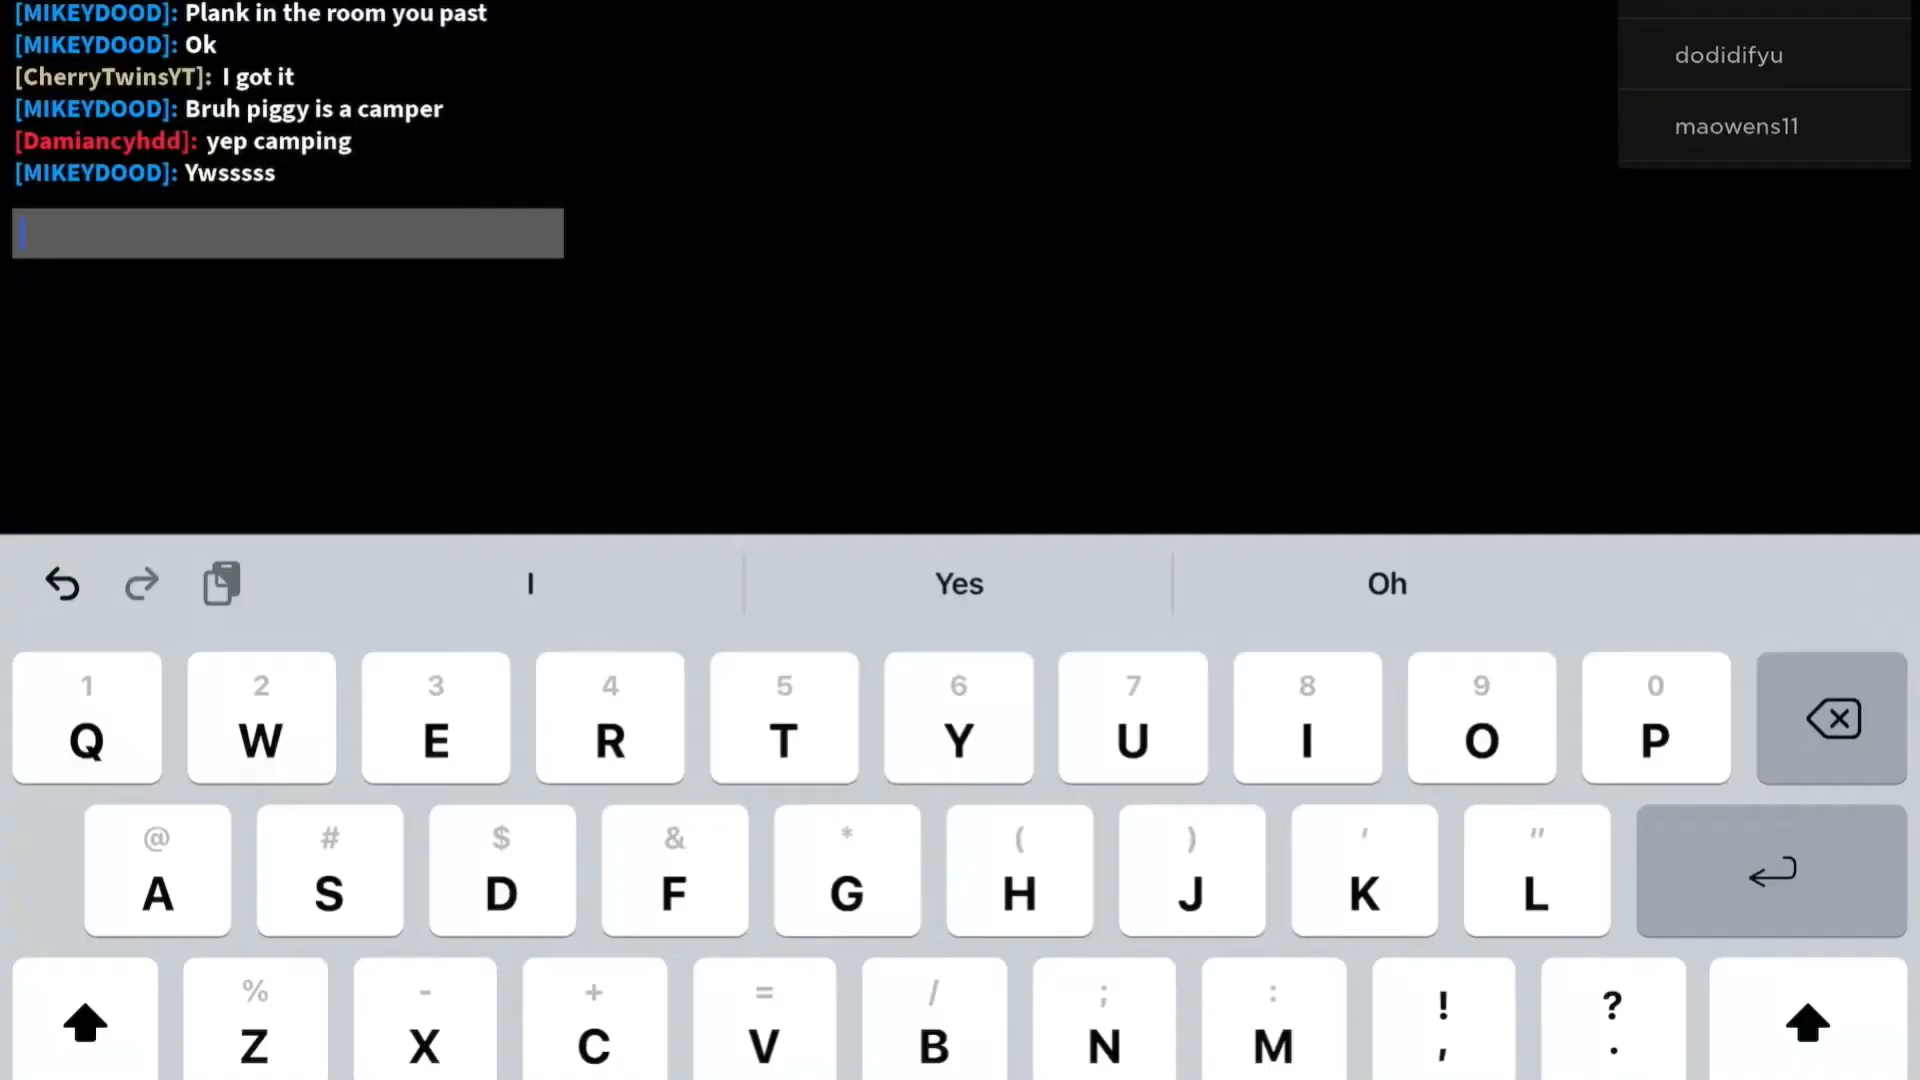 [MIKEYDOOD]: Plank in the room you past
[MIKEYDOOD]: Ok
[CherryTwinsYT]: I got it
[MIKEYDOOD]: Bruh piggy is a camper
[Damiancyhdd]: yep camping
[MIKEYDOOD]: Ywsssss
dodidifyu
maowens11
I Yes Oh
1 2 3 4 5 6 7 8 9 0
Q W E R T Y U I O P
@ # $ & * ( ) ' "
A S D F G H J K L
% - + = / ; : ! ?
Z X C V B N M , .